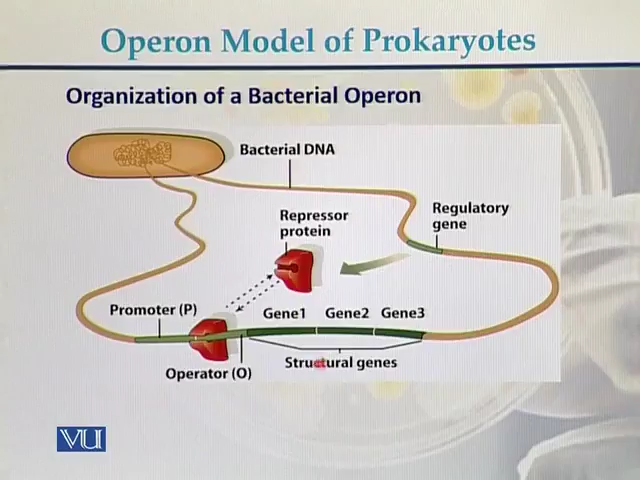 Operon Model of Prokaryotes
Organization of a Bacterial Operon
Bacterial DNA
Repressor
protein
Regulatory
gene
Promoter (P)
Gene1 Gene2 Gene3
Operator (O)
Structural genes
VU